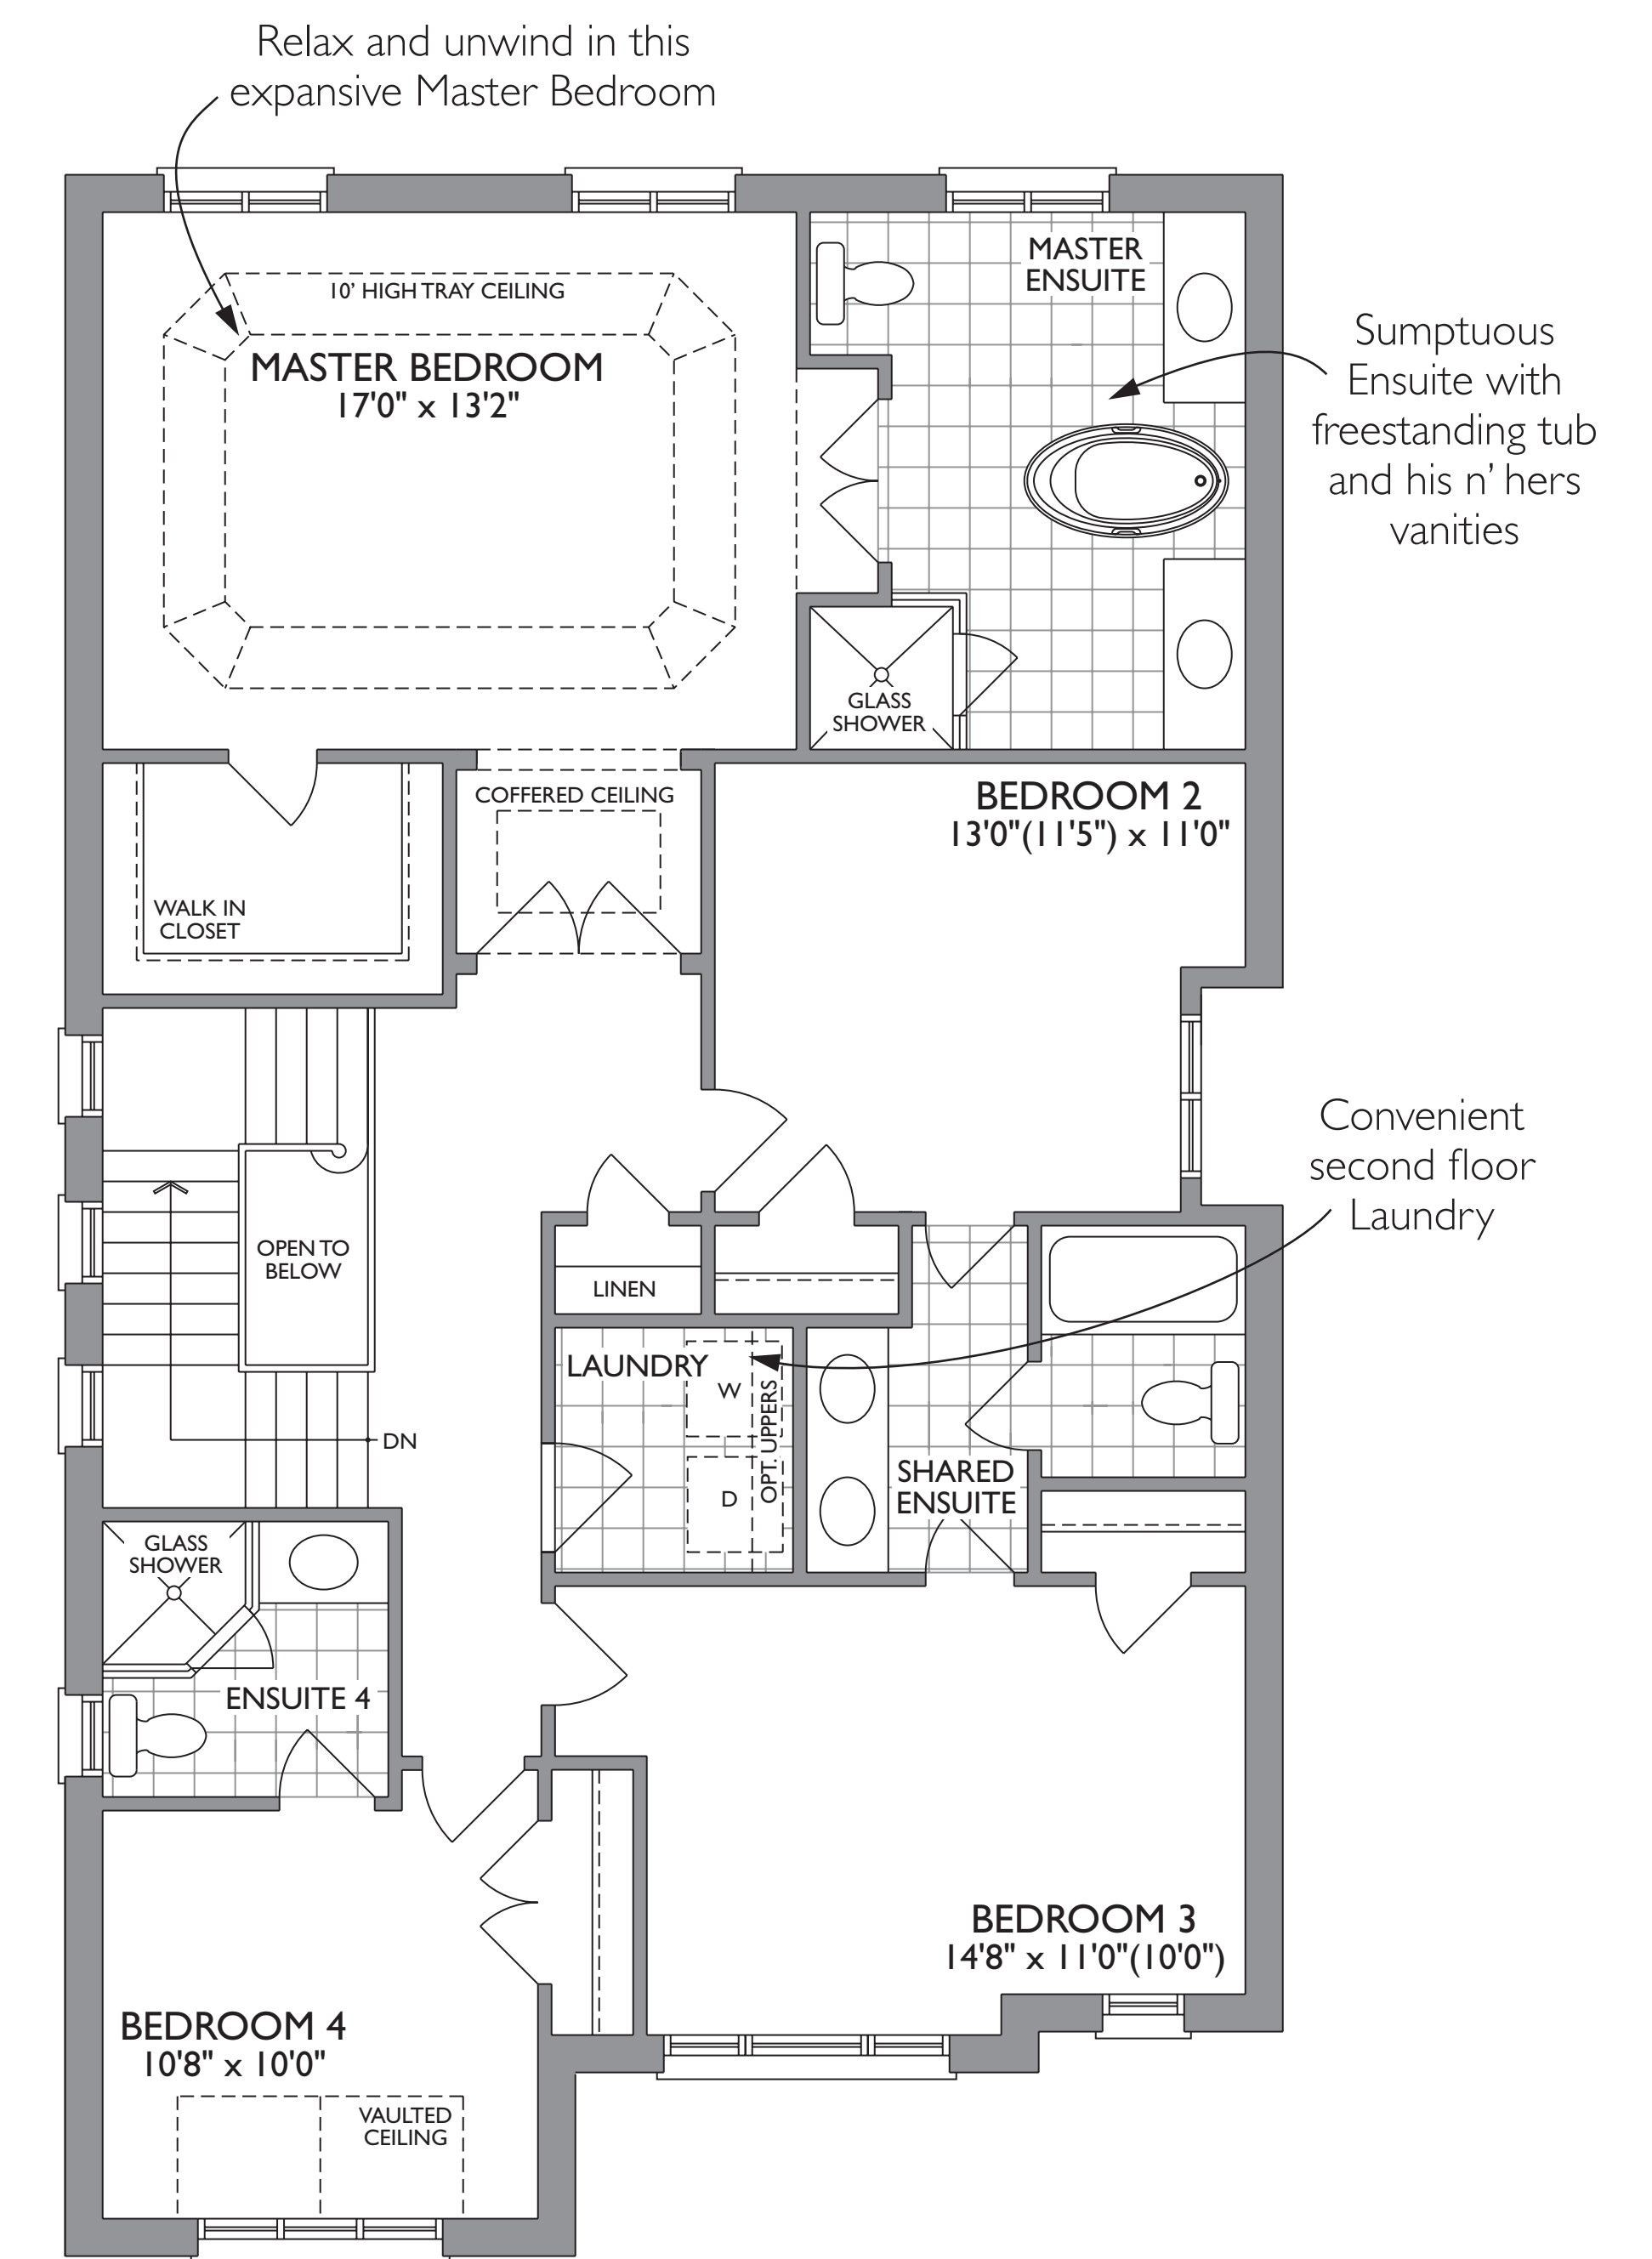 Relax and unwind in this
expansive Master Bedroom
10’ HIGH TRAY CEILING
MASTER BEDROOM
17'0" x 13'2"
MASTER
ENSUITE
Sumptuous
Ensuite with
freestanding tub
and his n’ hers
vanities
GLASS
SHOWER
COFFERED CEILING
BEDROOM 2
13'0"(11'5") x 11'0"
WALK IN
CLOSET
Convenient
second floor
Laundry
OPEN TO
BELOW
LINEN
LAUNDRY
W
OPT. UPPERS
D
DN
SHARED
ENSUITE
GLASS
SHOWER
ENSUITE 4
BEDROOM 3
14'8" x 11'0"(10'0")
BEDROOM 4
10'8" x 10'0"
VAULTED
CEILING